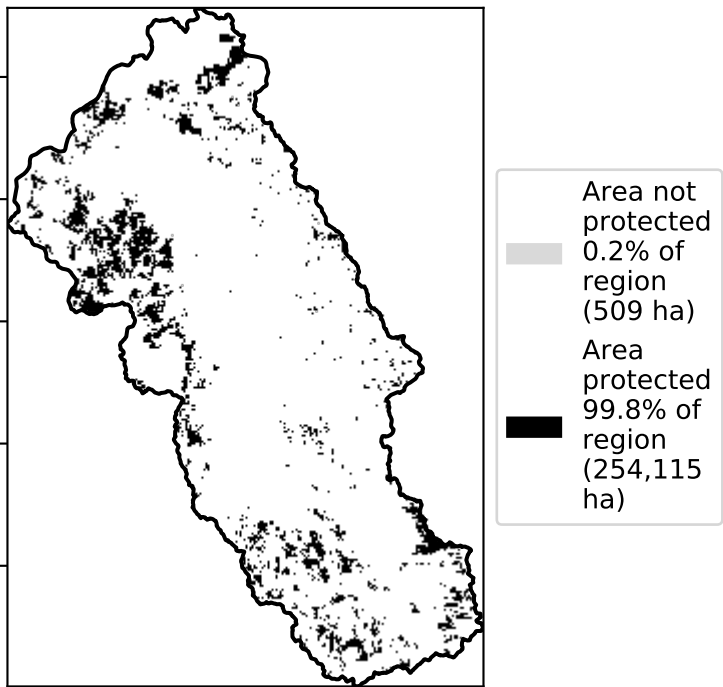 Area not
protected
0.2% of
region
(509 ha)
Area
protected
99.8% of
region
(254,115
ha)